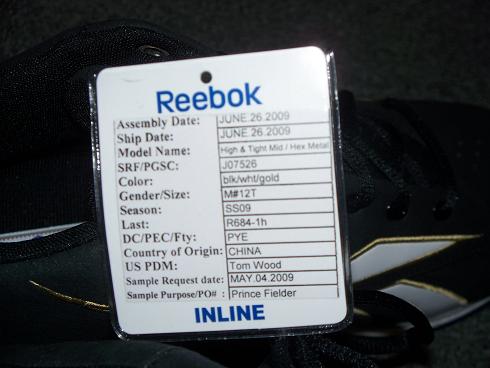 Reebok
Assembly Date: JUNE.26.2009
Ship Date: JUNE.26.2009
Model Name: High & Tight Mid / Hex Metal
SRF/PGSC: J07526
Color: blk/wht/gold
Gender/Size: M#12T
Season: SS09
Last: R684-1h
DC/PEC/Fty: PYE
Country of Origin: CHINA
US PDM: Tom Wood
Sample Request date: MAY.04.2009
Sample Purpose/PO# : Prince Fielder
INLINE